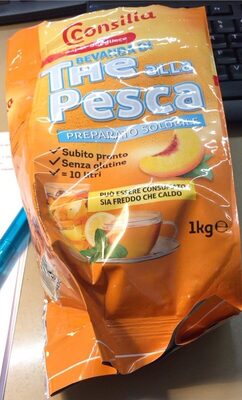 Consilia
BEVANDA DI
The alla
Pesca
PREPARATO SOLUBILE
Subito pronto
Senza glutine
= 10 litri
PUÒ ESSERE CONSUMATO
SIA FREDDO CHE CALDO
1kg e